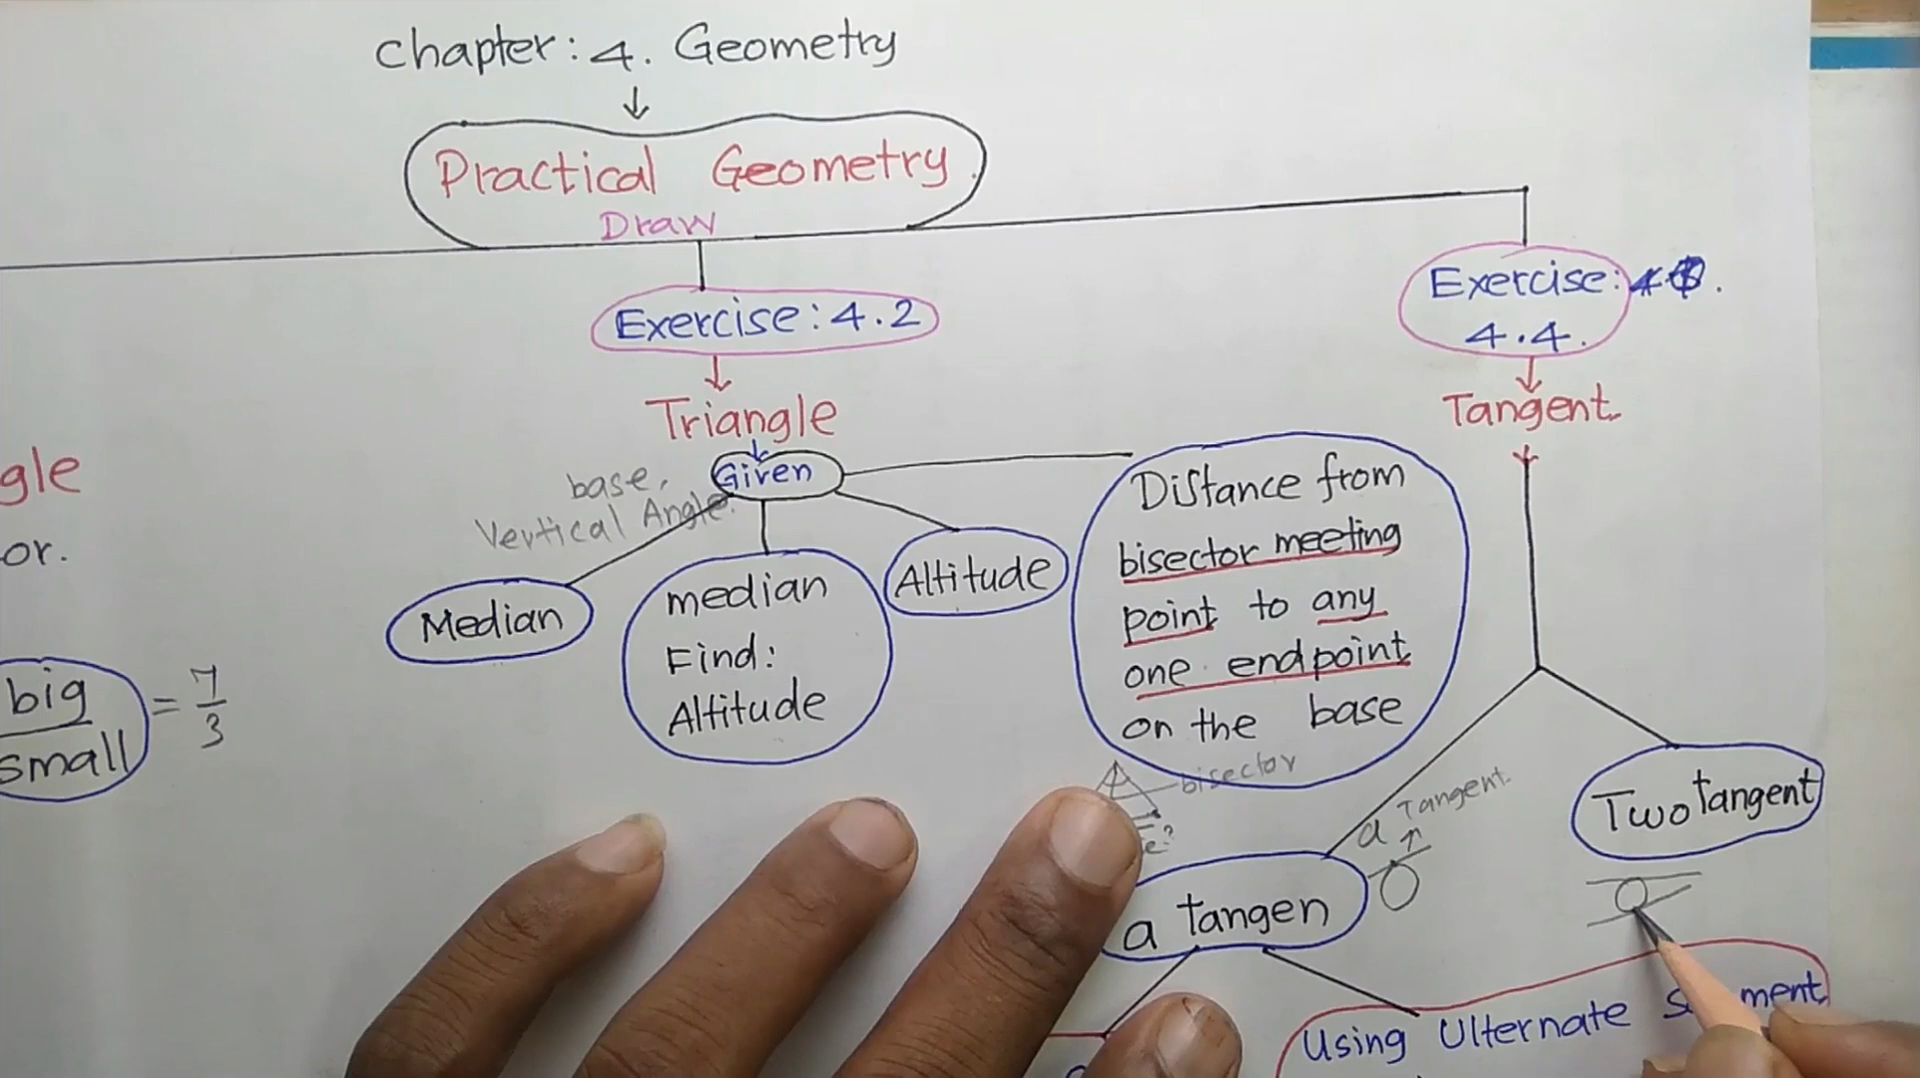 Chapter: 4. Geometry
Practical Geometry
Draw
Exercise: 4.2
Exercise:
4.4.
Triangle
Tangent
Given
base,
Vertical Angle.
gle
or.
Median
median
Find:
Altitude
Altitude
Distance from
bisector meeting
point to any
one endpoint
on the base
bisector
big
small
= 7
3
a Tangent.
Two tangent
a tangen
Using Ulternate
ment